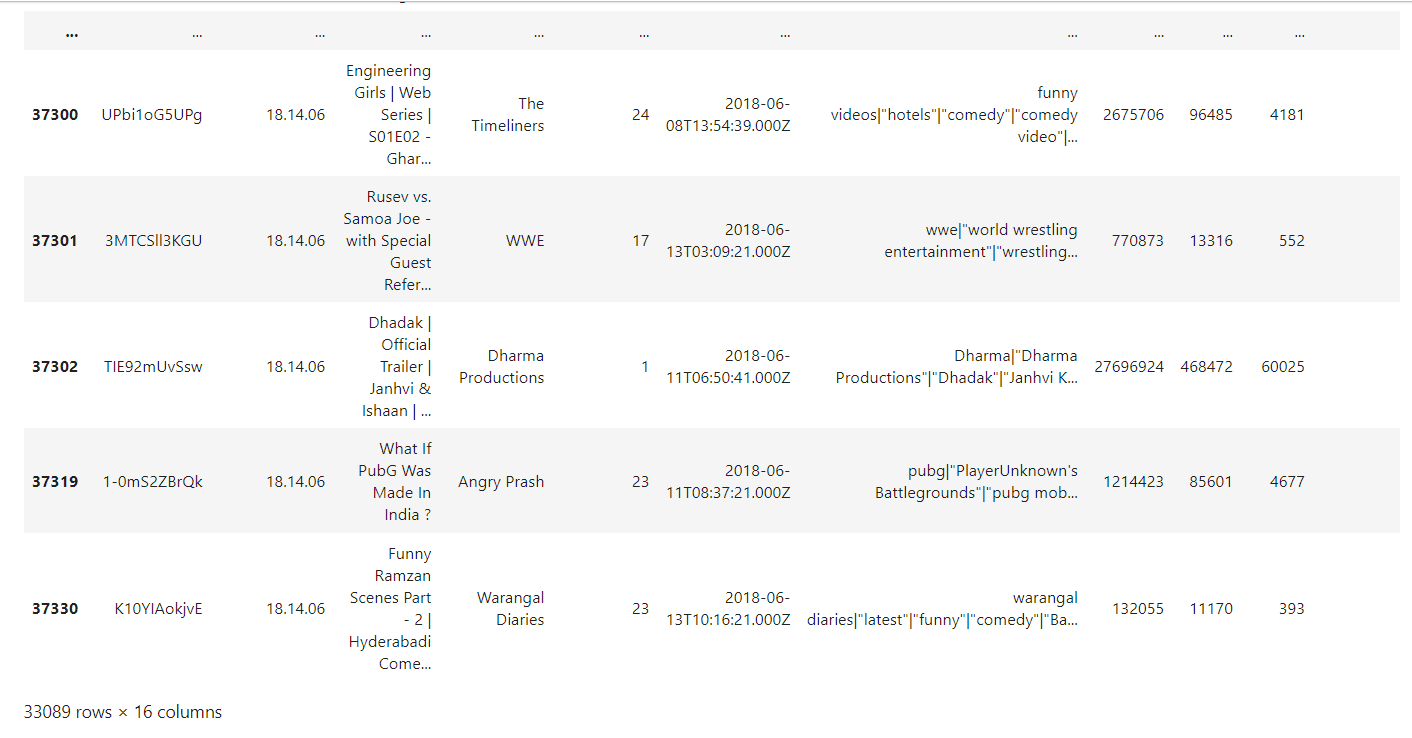 ... ... ... ... ... ... ... ... ... ... ...
Engineering
Girls | Web
Series |
S01E02 -
Ghar...
37300 UPbi1oG5UPg 18.14.06 The
Timeliners 24 2018-06-
08T13:54:39.000Z funny
videos|"hotels"|"comedy"|"comedy
video"|... 2675706 96485 4181
Rusev vs.
Samoa Joe -
with Special
Guest
Refer...
37301 3MTCSll3KGU 18.14.06 WWE 17 2018-06-
13T03:09:21.000Z wwe|"world wrestling
entertainment"|"wrestling... 770873 13316 552
Dhadak |
Official
Trailer |
Janhvi &
Ishaan | ...
37302 TlE92mUvSsw 18.14.06 Dharma
Productions 1 2018-06-
11T06:50:41.000Z Dharma|"Dharma
Productions"|"Dhadak"|"Janhvi K... 27696924 468472 60025
What If
PubG Was
Made In
India ?
37319 1-0mS2ZBrQk 18.14.06 Angry Prash 23 2018-06-
11T08:37:21.000Z pubg|"PlayerUnknown's
Battlegrounds"|"pubg mob... 1214423 85601 4677
Funny
Ramzan
Scenes Part
- 2 |
Hyderabadi
Come...
37330 K10YIAokjvE 18.14.06 Warangal
Diaries 23 2018-06-
13T10:16:21.000Z warangal
diaries|"latest"|"funny"|"comedy"|"Ba... 132055 11170 393
33089 rows × 16 columns